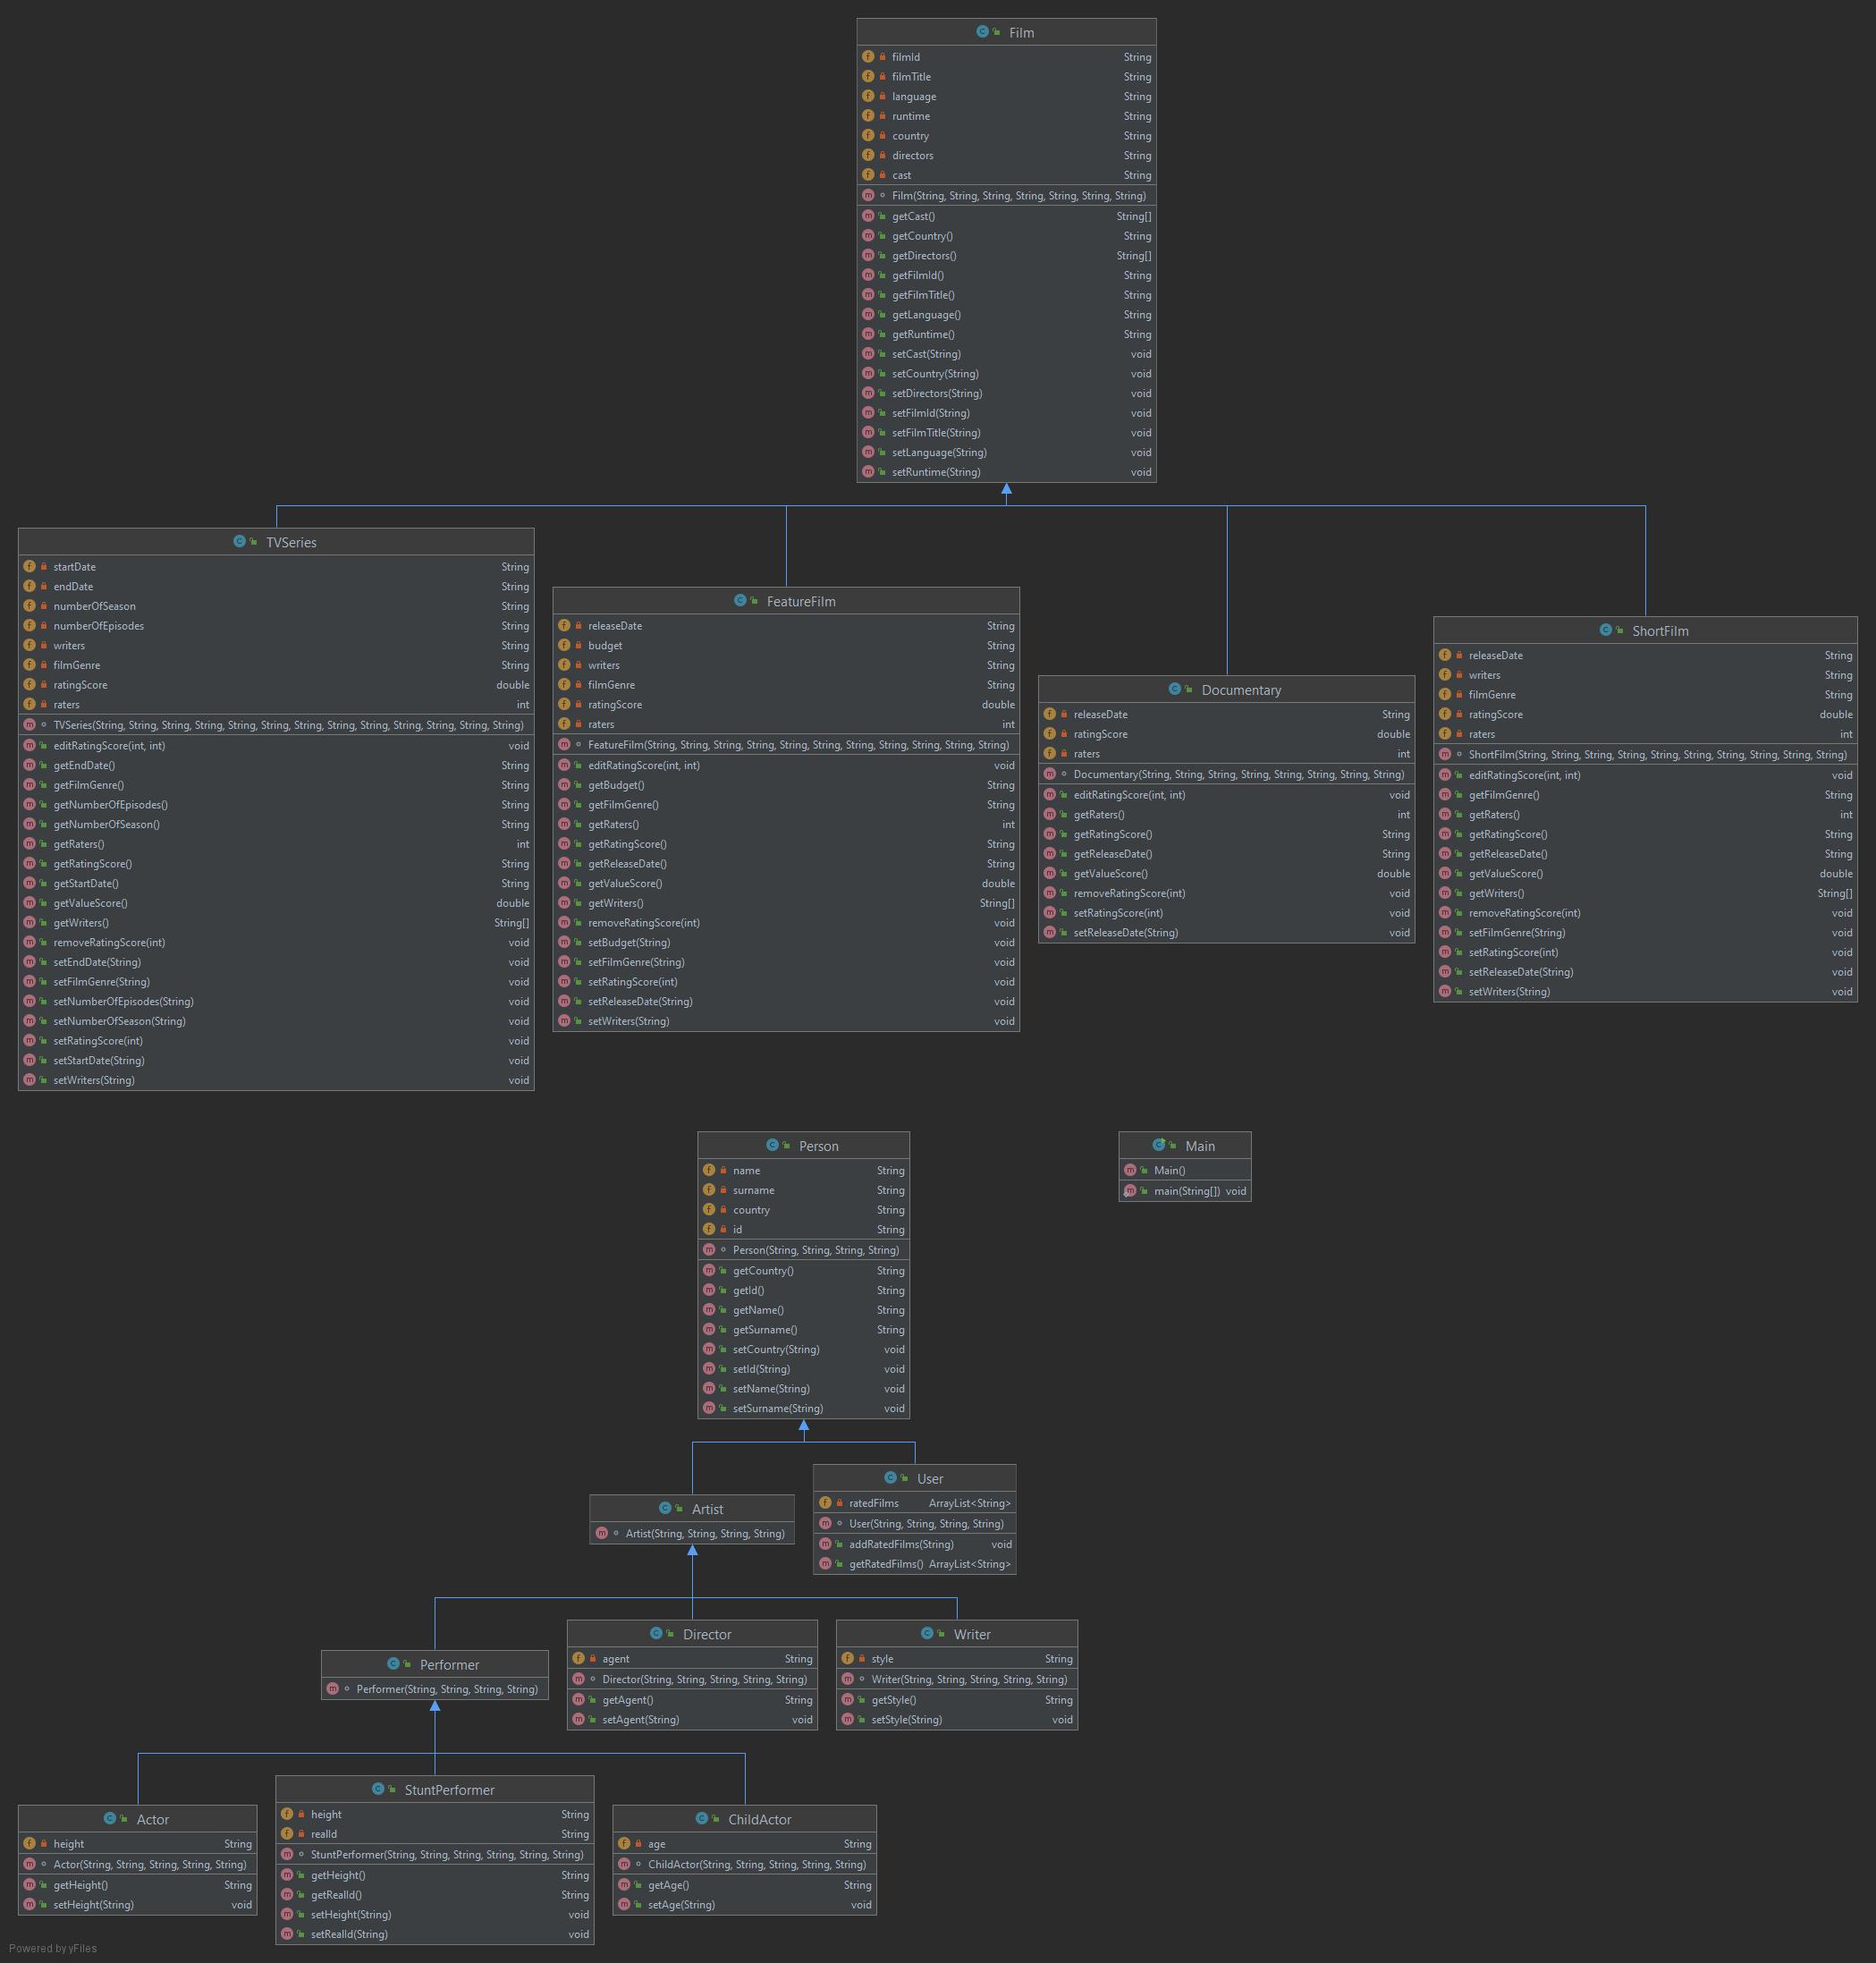 Film
filmId String
filmTitle String
language String
runtime String
country String
directors String
cast String
Film(String, String, String, String, String, String, String)
getCast() String[]
getCountry() String
getDirectors() String[]
getFilmId() String
getFilmTitle() String
getLanguage() String
getRuntime() String
setCast(String) void
setCountry(String) void
setDirectors(String) void
setFilmId(String) void
setFilmTitle(String) void
setLanguage(String) void
setRuntime(String) void
TVSeries
startDate String
endDate String
numberOfSeason String
numberOfEpisodes String
writers String
filmGenre String
ratingScore double
raters int
TVSeries(String, String, String, String, String, String, String, String, String, String, String, String, String)
editRatingScore(int, int) void
getEndDate() String
getFilmGenre() String
getNumberOfEpisodes() String
getNumberOfSeason() String
getRaters() int
getRatingScore() String
getStartDate() String
getValueScore() double
getWriters() String[]
removeRatingScore(int) void
setEndDate(String) void
setFilmGenre(String) void
setNumberOfEpisodes(String) void
setNumberOfSeason(String) void
setRatingScore(int) void
setStartDate(String) void
setWriters(String) void
FeatureFilm
releaseDate String
budget String
writers String
filmGenre String
ratingScore double
raters int
FeatureFilm(String, String, String, String, String, String, String, String, String, String, String)
editRatingScore(int, int) void
getBudget() String
getFilmGenre() String
getRaters() int
getRatingScore() String
getReleaseDate() String
getValueScore() double
getWriters() String[]
removeRatingScore(int) void
setBudget(String) void
setFilmGenre(String) void
setRatingScore(int) void
setReleaseDate(String) void
setWriters(String) void
Documentary
releaseDate String
ratingScore double
raters int
Documentary(String, String, String, String, String, String, String, String)
editRatingScore(int, int) void
getRaters() int
getRatingScore() String
getReleaseDate() String
getValueScore() double
removeRatingScore(int) void
setRatingScore(int) void
setReleaseDate(String) void
ShortFilm
releaseDate String
writers String
filmGenre String
ratingScore double
raters int
ShortFilm(String, String, String, String, String, String, String, String, String, String)
editRatingScore(int, int) void
getFilmGenre() String
getRaters() int
getRatingScore() String
getReleaseDate() String
getValueScore() double
getWriters() String[]
removeRatingScore(int) void
setFilmGenre(String) void
setRatingScore(int) void
setReleaseDate(String) void
setWriters(String) void
Person
name String
surname String
country String
id String
Person(String, String, String, String)
getCountry() String
getId() String
getName() String
getSurname() String
setCountry(String) void
setId(String) void
setName(String) void
setSurname(String) void
Main
Main()
main(String[]) void
Artist
Artist(String, String, String, String)
User
ratedFilms ArrayList<String>
User(String, String, String, String)
addRatedFilms(String) void
getRatedFilms() ArrayList<String>
Performer
Performer(String, String, String, String)
Director
agent String
Director(String, String, String, String, String)
getAgent() String
setAgent(String) void
Writer
style String
Writer(String, String, String, String, String)
getStyle() String
setStyle(String) void
Actor
height String
Actor(String, String, String, String, String)
getHeight() String
setHeight(String) void
StuntPerformer
height String
realId String
StuntPerformer(String, String, String, String, String, String)
getHeight() String
getRealId() String
setHeight(String) void
setRealId(String) void
ChildActor
age String
ChildActor(String, String, String, String, String)
getAge() String
setAge(String) void
Powered by yFiles